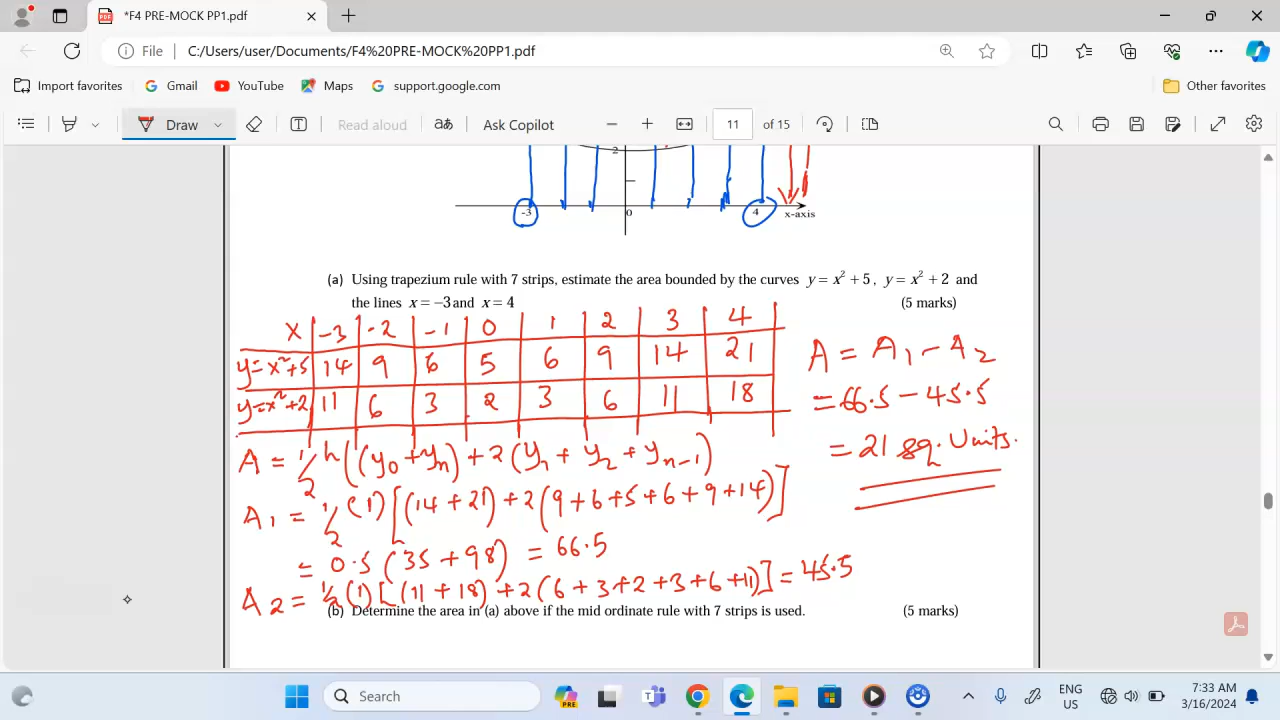 *F4 PRE-MOCK PP1.pdf
File C:/Users/user/Documents/F4%20PRE-MOCK%20PP1.pdf
Import favorites Gmail YouTube Maps support.google.com Other favorites
Draw Read aloud aあ Ask Copilot 11 of 15
2
-3 0 4 x-axis
(a) Using trapezium rule with 7 strips, estimate the area bounded by the curves y = x² + 5 , y = x² + 2 and
the lines x = −3 and x = 4 (5 marks)
x -3 -2 -1 0 1 2 3 4
y=x²+5 14 9 6 5 6 9 14 21
y=x²+2 11 6 3 2 3 6 11 18
A = A₁ − A₂
= 66.5 − 45.5
= 21 sq. Units.
A = ½ h((y₀ + yₙ) + 2(y₁ + y₂ + yₙ₋₁)
A₁ = ½ (1) [(14 + 21) + 2(9 + 6 + 5 + 6 + 9 + 14)]
= 0.5 (35 + 98) = 66.5
A₂ = ½ (1) [(11 + 18) + 2(6 + 3 + 2 + 3 + 6 + 11)] = 45.5
(b) Determine the area in (a) above if the mid ordinate rule with 7 strips is used. (5 marks)
Search PRE ENG US 7:33 AM 3/16/2024